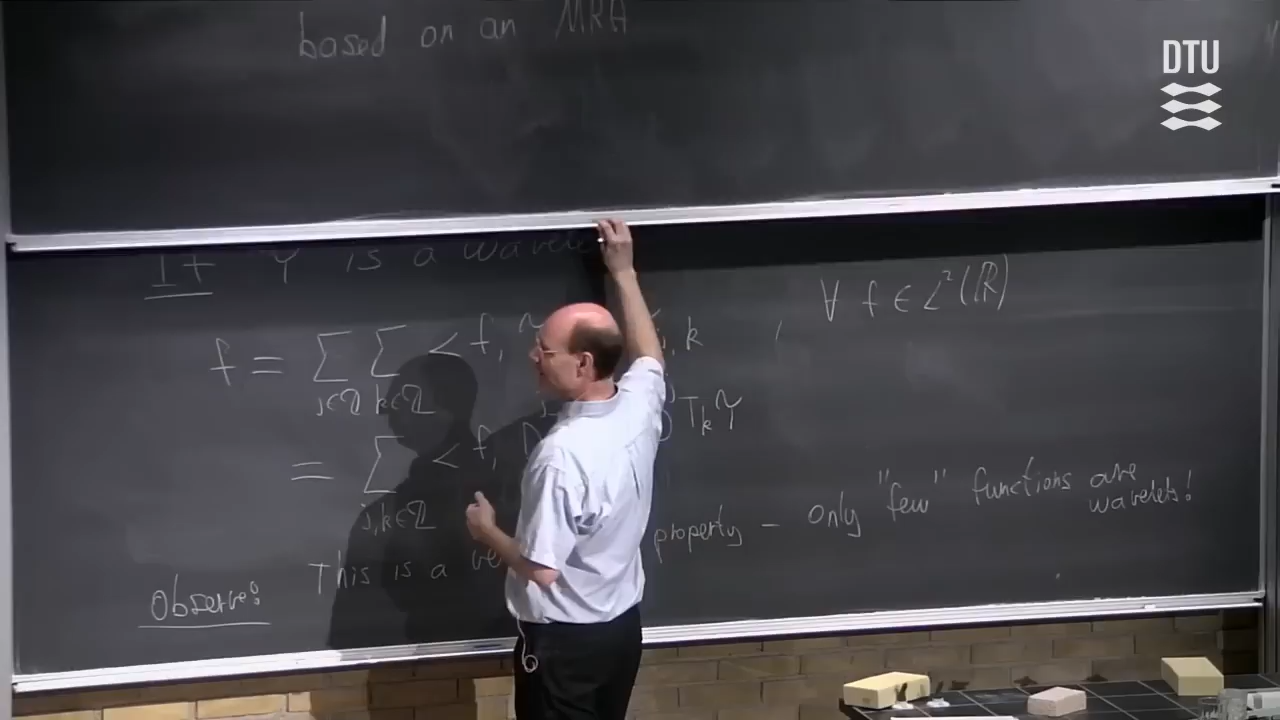 DTU
based on an MRA
If ψ is a wavelet
∀ f ∈ L²(ℝ)
f = Σ Σ < f, j,k ,
j∈ℤ k∈ℤ
= Σ < f, D T_k ψ
j,k∈ℤ
This is a property – only "few" functions are wavelets!
Observe: